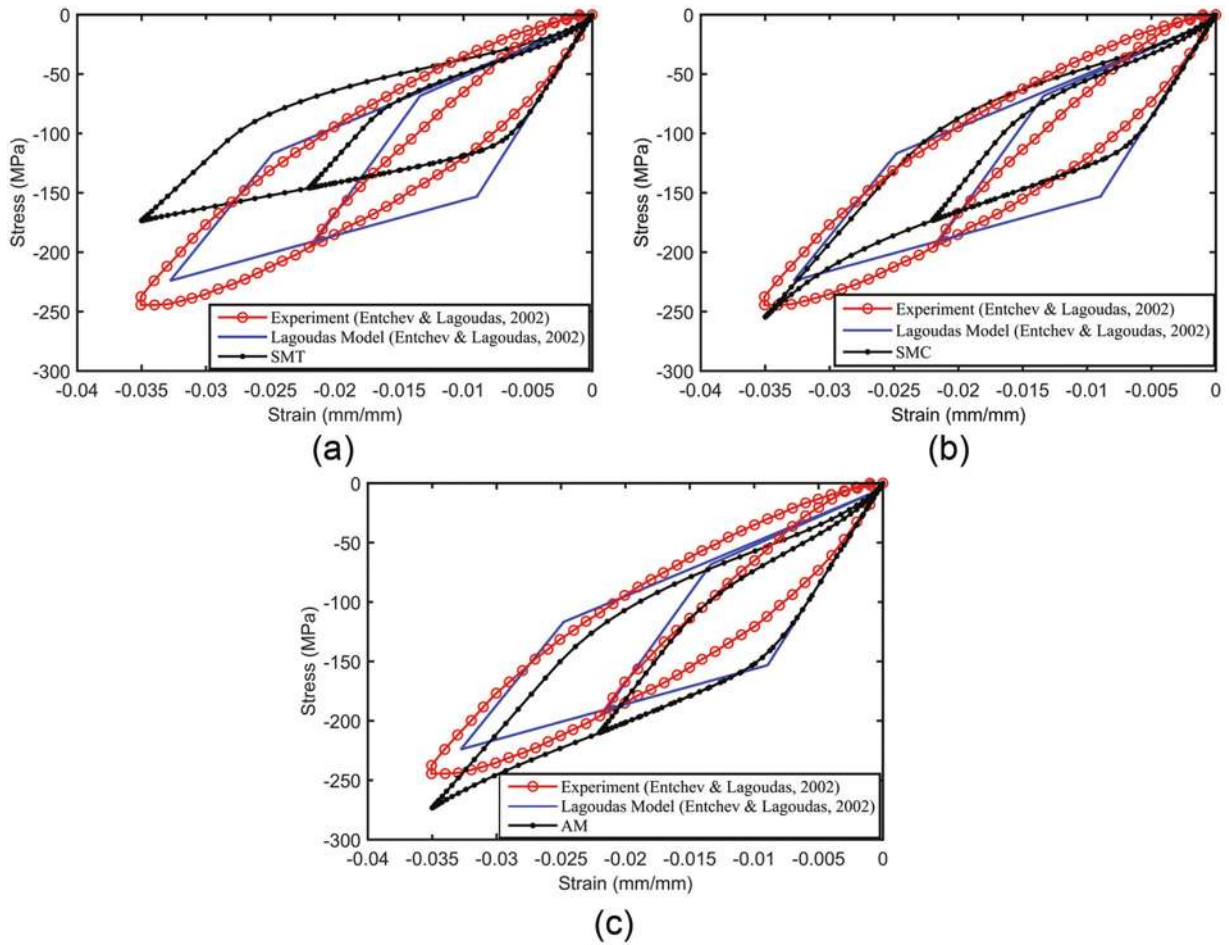 0
-50
-100
-150
-200
-250
-300
Stress (MPa)
Experiment (Entchev & Lagoudas, 2002)
Lagoudas Model (Entchev & Lagoudas, 2002)
SMT
-0.04 -0.035 -0.03 -0.025 -0.02 -0.015 -0.01 -0.005 0
Strain (mm/mm)
(a)
0
-50
-100
-150
-200
-250
-300
Stress (MPa)
Experiment (Entchev & Lagoudas, 2002)
Lagoudas Model (Entchev & Lagoudas, 2002)
SMC
-0.04 -0.035 -0.03 -0.025 -0.02 -0.015 -0.01 -0.005 0
Strain (mm/mm)
(b)
0
-50
-100
-150
-200
-250
-300
Stress (MPa)
Experiment (Entchev & Lagoudas, 2002)
Lagoudas Model (Entchev & Lagoudas, 2002)
AM
-0.04 -0.035 -0.03 -0.025 -0.02 -0.015 -0.01 -0.005 0
Strain (mm/mm)
(c)